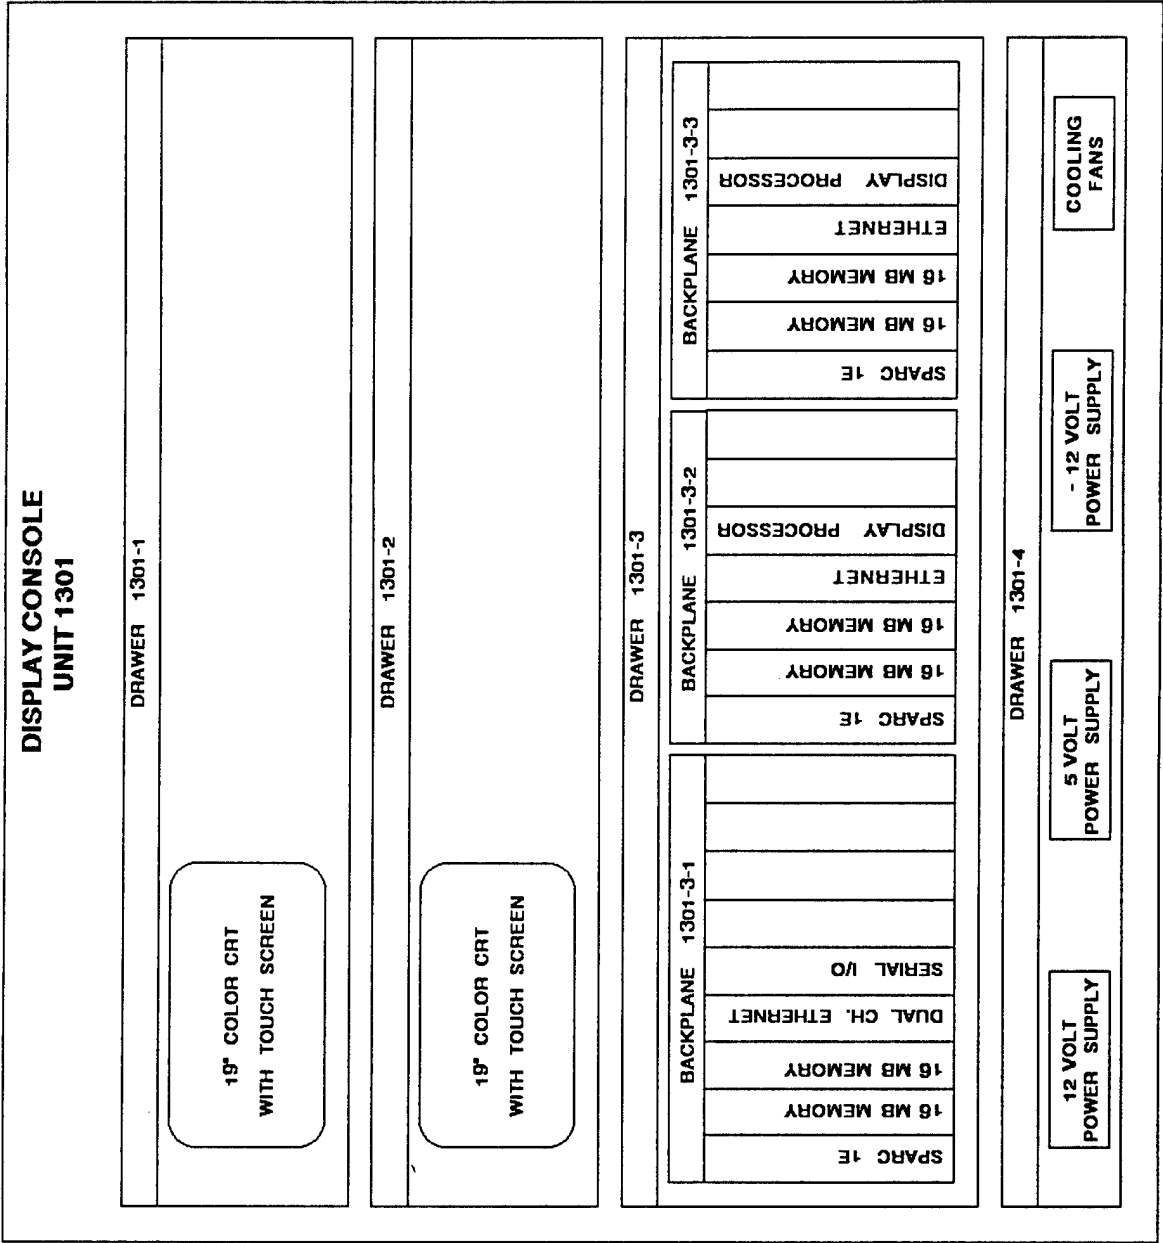 DISPLAY CONSOLE
UNIT 1301
DRAWER 1301-1
19" COLOR CRT
WITH TOUCH SCREEN
DRAWER 1301-2
19" COLOR CRT
WITH TOUCH SCREEN
DRAWER 1301-3
BACKPLANE 1301-3-1
SPARC 1E
16 MB MEMORY
16 MB MEMORY
DUAL CH. ETHERNET
SERIAL I/O
BACKPLANE 1301-3-2
SPARC 1E
16 MB MEMORY
16 MB MEMORY
ETHERNET
DISPLAY PROCESSOR
BACKPLANE 1301-3-3
SPARC 1E
16 MB MEMORY
16 MB MEMORY
ETHERNET
DISPLAY PROCESSOR
DRAWER 1301-4
12 VOLT
POWER SUPPLY
5 VOLT
POWER SUPPLY
- 12 VOLT
POWER SUPPLY
COOLING
FANS